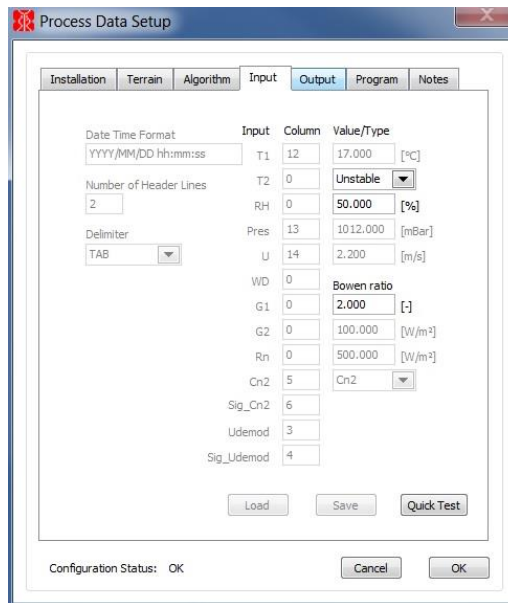 Process Data Setup
Installation Terrain Algorithm Input Output Program Notes
Date Time Format Input Column Value/Type
YYYY/MM/DD hh:mm:ss T1 12 17.000 [ºC]
Number of Header Lines T2 0 Unstable
2 RH 0 50.000 [%]
Delimiter Pres 13 1012.000 [mBar]
TAB U 14 2.200 [m/s]
WD 0 Bowen ratio
G1 0 2.000 [-]
G2 0 100.000 [W/m²]
Rn 0 500.000 [W/m²]
Cn2 5 Cn2
Sig_Cn2 6
Udemod 3
Sig_Udemod 4
Load Save Quick Test
Configuration Status: OK Cancel OK